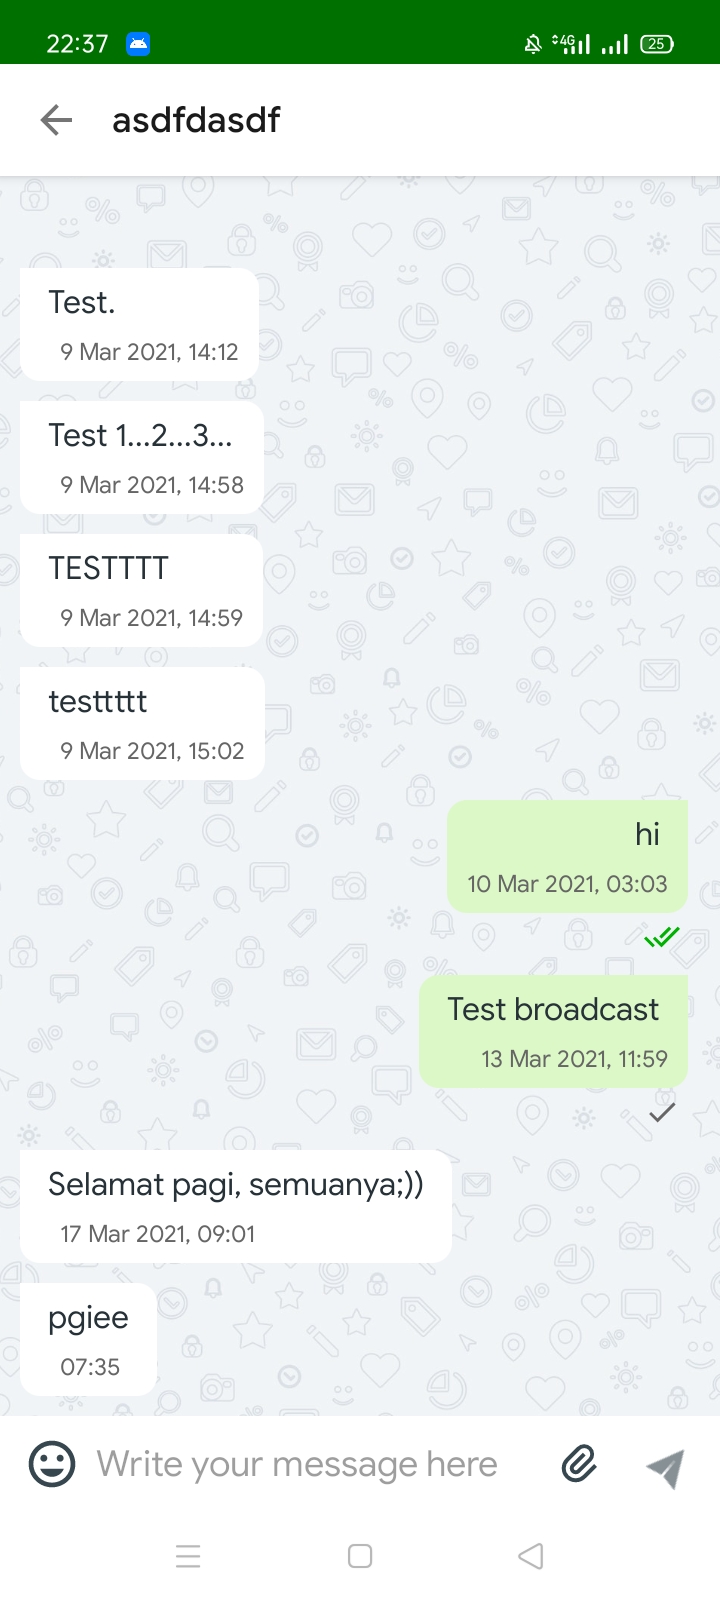 22:37
4G
25
asdfdasdf
Test.
9 Mar 2021, 14:12
Test 1...2...3...
9 Mar 2021, 14:58
TESTTTT
9 Mar 2021, 14:59
testtttt
9 Mar 2021, 15:02
hi
10 Mar 2021, 03:03
Test broadcast
13 Mar 2021, 11:59
Selamat pagi, semuanya;))
17 Mar 2021, 09:01
pgiee
07:35
Write your message here